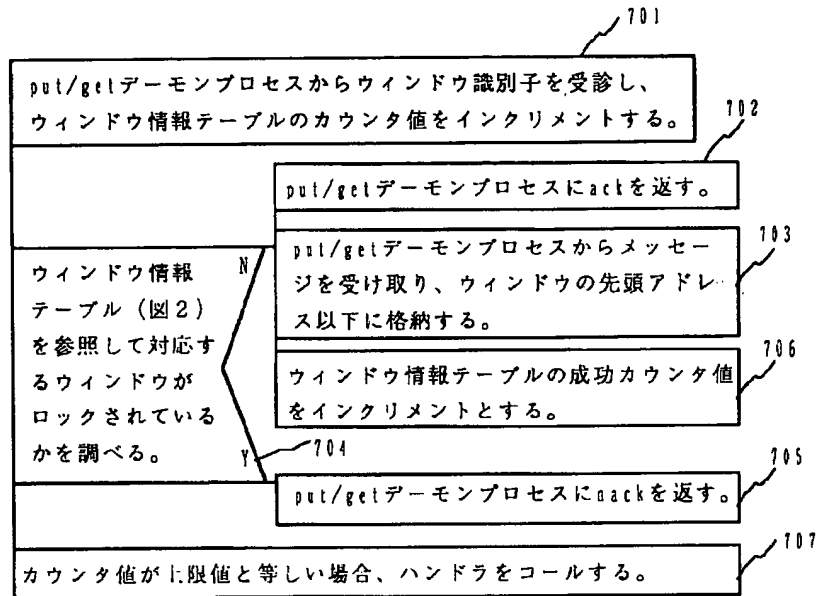 701
put/getデーモンプロセスからウィンドウ識別子を受診し、
ウィンドウ情報テーブルのカウンタ値をインクリメントする。
702
put/getデーモンプロセスにackを返す。
703
put/getデーモンプロセスからメッセー
ジを受け取り、ウィンドウの先頭アドレ
ス以下に格納する。
ウィンドウ情報
テーブル(図2)
を参照して対応す
るウィンドウが
ロックされている
かを調べる。
N
Y
704
706
ウィンドウ情報テーブルの成功カウンタ値
をインクリメントとする。
705
put/getデーモンプロセスにnackを返す。
707
カウンタ値が上限値と等しい場合、ハンドラをコールする。